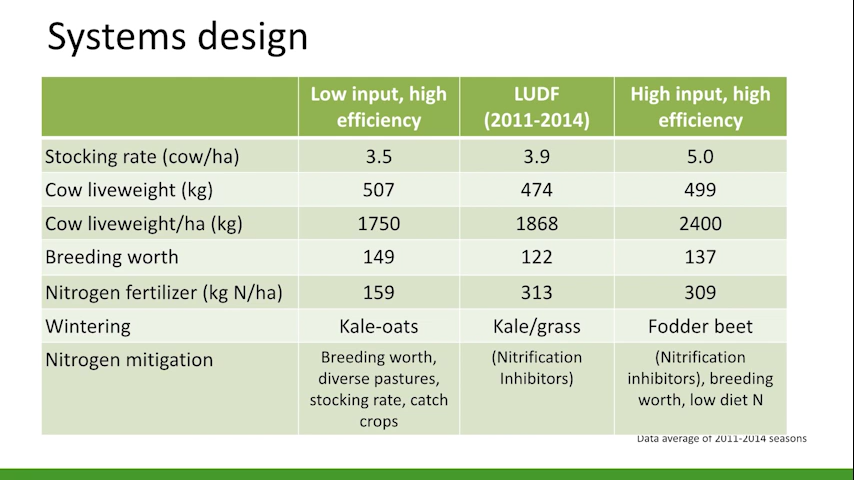 Systems design
Low input, high efficiency LUDF (2011-2014) High input, high efficiency
Stocking rate (cow/ha) 3.5 3.9 5.0
Cow liveweight (kg) 507 474 499
Cow liveweight/ha (kg) 1750 1868 2400
Breeding worth 149 122 137
Nitrogen fertilizer (kg N/ha) 159 313 309
Wintering Kale-oats Kale/grass Fodder beet
Nitrogen mitigation Breeding worth, diverse pastures, stocking rate, catch crops (Nitrification Inhibitors) (Nitrification inhibitors), breeding worth, low diet N
Data average of 2011-2014 seasons